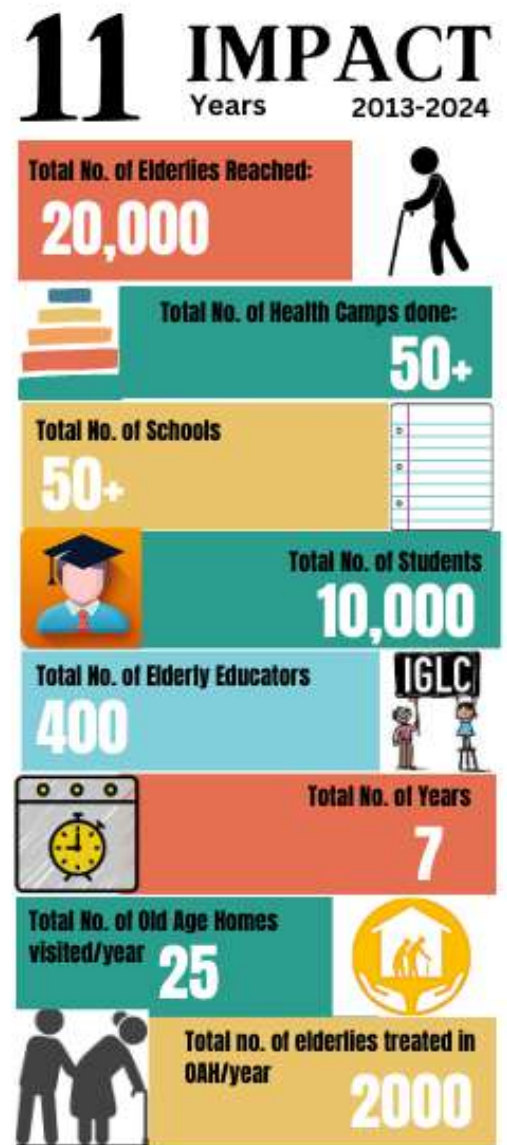 11 IMPACT
Years 2013-2024
Total No. of Elderlies Reached:
20,000
Total No. of Health Camps done:
50+
Total No. of Schools
50+
Total No. of Students
10,000
Total No. of Elderly Educators
400
IGLC
Total No. of Years
7
Total No. of Old Age Homes
visited/year 25
Total no. of elderlies treated in
OAH/year
2000